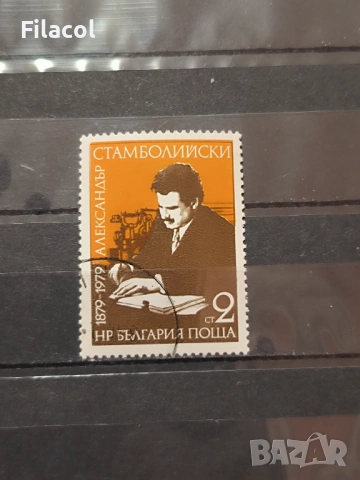 Filacol
СТАМБОЛИЙСКИ
1879-1979 АЛЕКСАНДЪР
СТ 2
НР БЪЛГАРИЯ ПОЩА
BAZAR